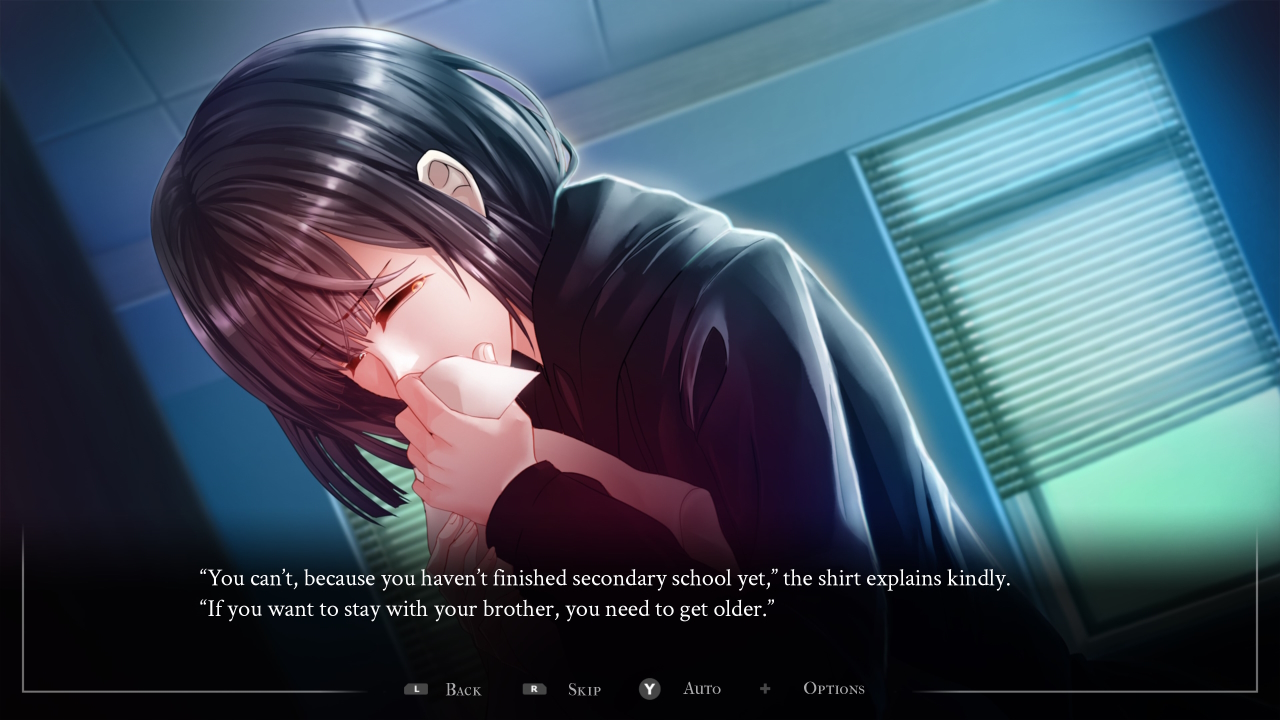 “You can’t, because you haven’t finished secondary school yet,” the shirt explains kindly.
“If you want to stay with your brother, you need to get older.”
L Back R Skip Y Auto + Options